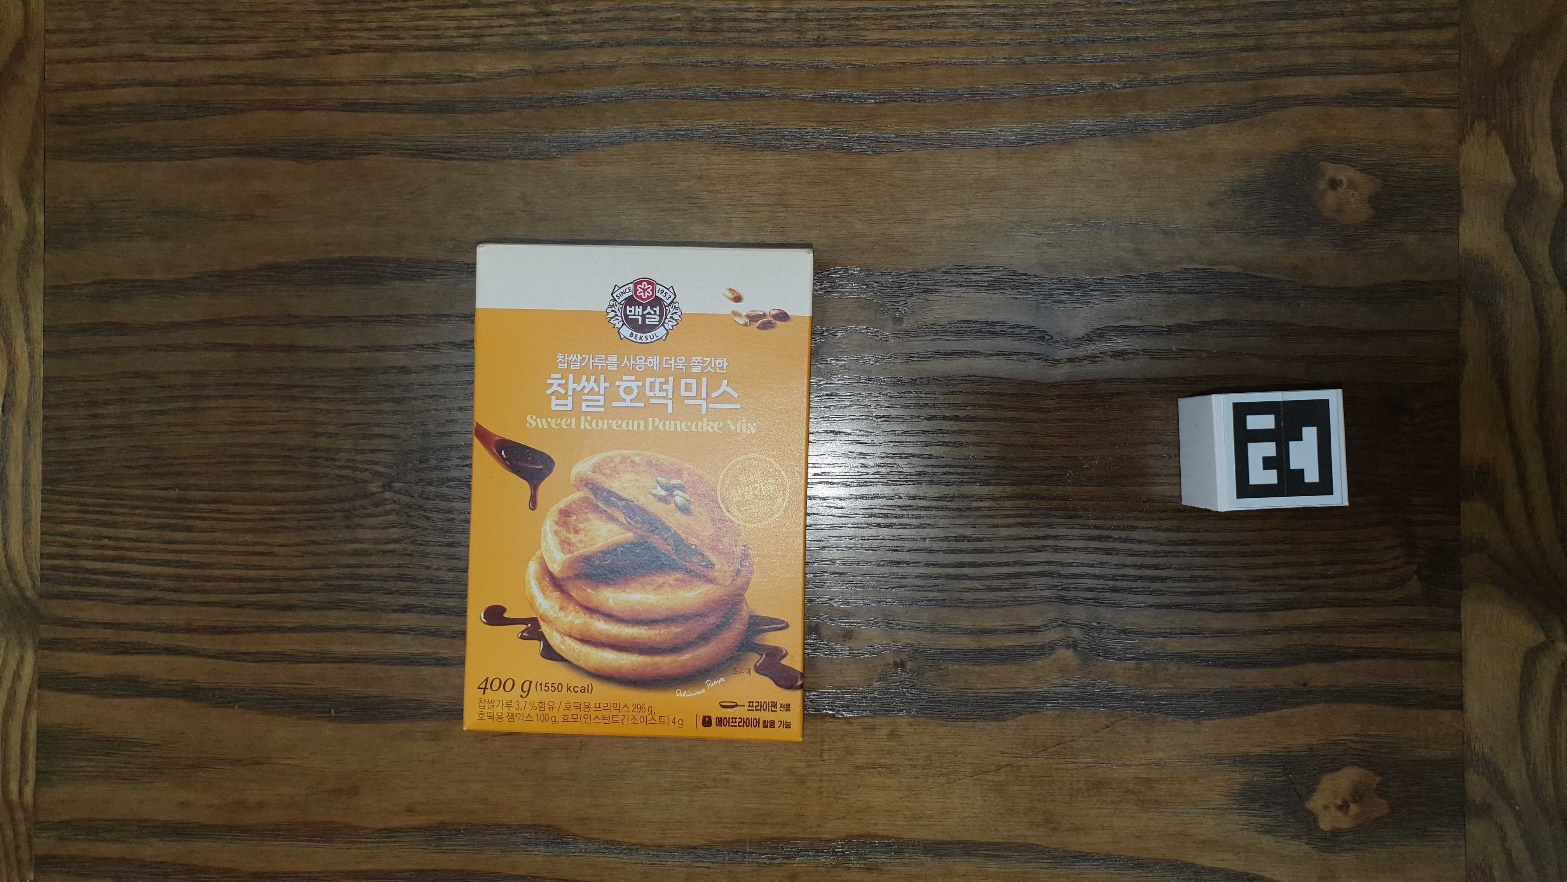 SINCE 1953
백설
BEKSUL
찹쌀가루를 사용해 더욱 쫄깃한
찹쌀호떡믹스
Sweet Korean Pancake Mix
400 g (1550 kcal)
찹쌀가루 3.7% 함유 / 호떡용 프리믹스 296 g,
호떡용 잼믹스 100 g, 효모(인스턴트건조이스트) 4 g
프라이팬 전용
에어프라이어 활용 가능